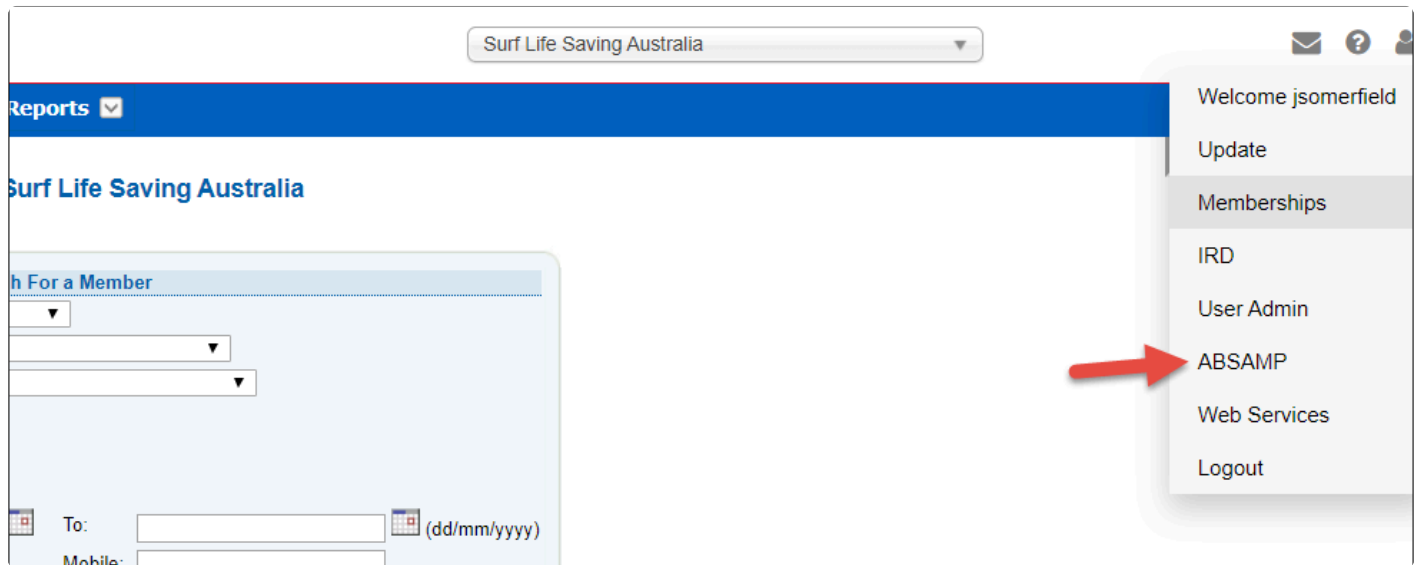 Surf Life Saving Australia
Reports
Surf Life Saving Australia
h For a Member
To:
(dd/mm/yyyy)
Mobile:
Welcome jsomerfield
Update
Memberships
IRD
User Admin
ABSAMP
Web Services
Logout